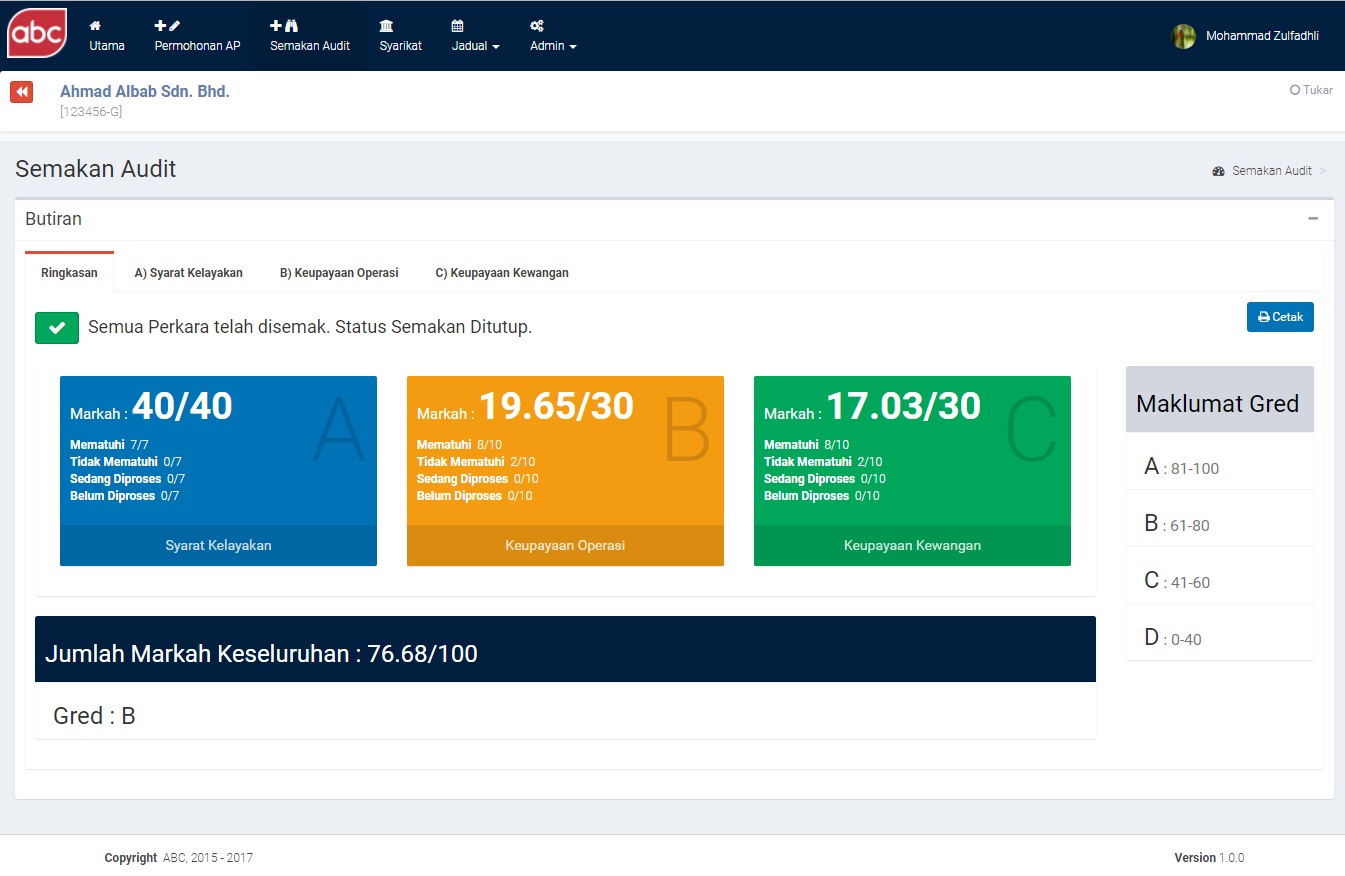 abc
Utama
Permohonan AP
Semakan Audit
Syarikat
Jadual
Admin
Mohammad Zulfadhli
Ahmad Albab Sdn. Bhd.
[123456-G]
Tukar
Semakan Audit
Semakan Audit >
Butiran
Ringkasan
A) Syarat Kelayakan
B) Keupayaan Operasi
C) Keupayaan Kewangan
Semua Perkara telah disemak. Status Semakan Ditutup.
Cetak
Markah : 40/40
A
Mematuhi 7/7
Tidak Mematuhi 0/7
Sedang Diproses 0/7
Belum Diproses 0/7
Syarat Kelayakan
Markah : 19.65/30
B
Mematuhi 8/10
Tidak Mematuhi 2/10
Sedang Diproses 0/10
Belum Diproses 0/10
Keupayaan Operasi
Markah : 17.03/30
C
Mematuhi 8/10
Tidak Mematuhi 2/10
Sedang Diproses 0/10
Belum Diproses 0/10
Keupayaan Kewangan
Maklumat Gred
A : 81-100
B : 61-80
C : 41-60
D : 0-40
Jumlah Markah Keseluruhan : 76.68/100
Gred : B
Copyright ABC, 2015 - 2017
Version 1.0.0